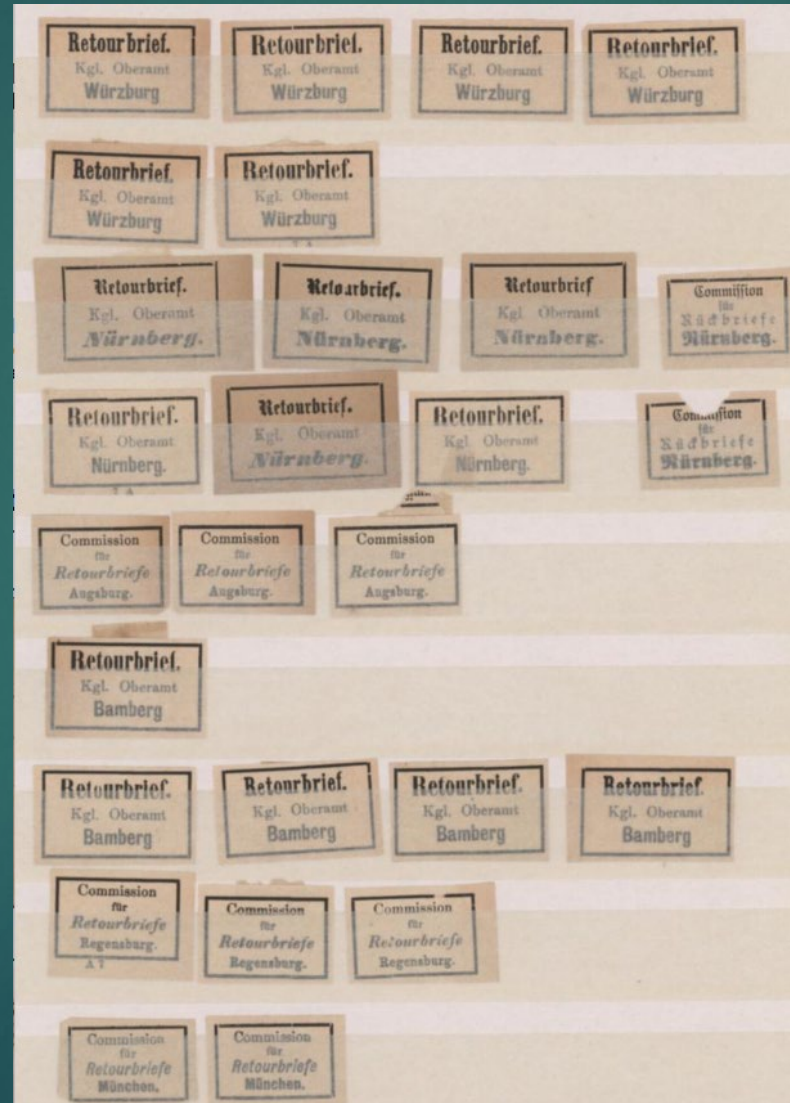 Retourbrief.
Kgl. Oberamt
Würzburg
Retourbrief.
Kgl. Oberamt
Würzburg
Retourbrief.
Kgl. Oberamt
Würzburg
Retourbrief.
Kgl. Oberamt
Würzburg
Retourbrief.
Kgl. Oberamt
Würzburg
Retourbrief.
Kgl. Oberamt
Würzburg
Retourbrief.
Kgl. Oberamt
Nürnberg.
Retourbrief.
Kgl. Oberamt
Nürnberg.
Retourbrief
Kgl. Oberamt
Nürnberg.
Commission
für
Rückbriefe
Nürnberg.
Retourbrief.
Kgl. Oberamt
Nürnberg.
Retourbrief.
Kgl. Oberamt
Nürnberg.
Retourbrief.
Kgl. Oberamt
Nürnberg.
Commission
für
Rückbriefe
Nürnberg.
Commission
für
Retourbriefe
Augsburg.
Commission
für
Retourbriefe
Augsburg.
Commission
für
Retourbriefe
Augsburg.
Retourbrief.
Kgl. Oberamt
Bamberg
Retourbrief.
Kgl. Oberamt
Bamberg
Retourbrief.
Kgl. Oberamt
Bamberg
Retourbrief.
Kgl. Oberamt
Bamberg
Retourbrief.
Kgl. Oberamt
Bamberg
Commission
für
Retourbriefe
Regensburg.
Commission
für
Retourbriefe
Regensburg.
Commission
für
Retourbriefe
Regensburg.
Commission
für
Retourbriefe
München.
Commission
für
Retourbriefe
München.